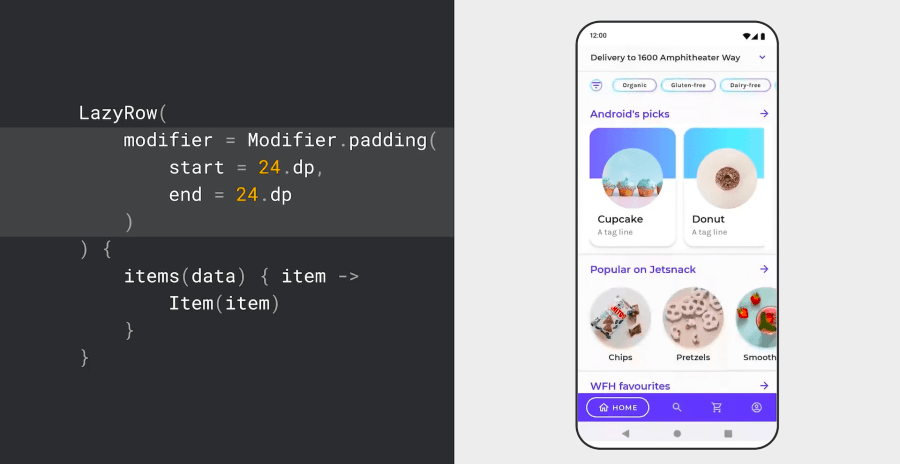 LazyRow(
modifier = Modifier.padding(
start = 24.dp,
end = 24.dp
)
) {
items(data) { item ->
Item(item)
}
}
12:00
Delivery to 1600 Amphitheater Way
Organic Gluten-free Dairy-free
Android's picks
Cupcake Donut
A tag line A tag line
Popular on Jetsnack
Chips Pretzels Smooth
WFH favourites
HOME